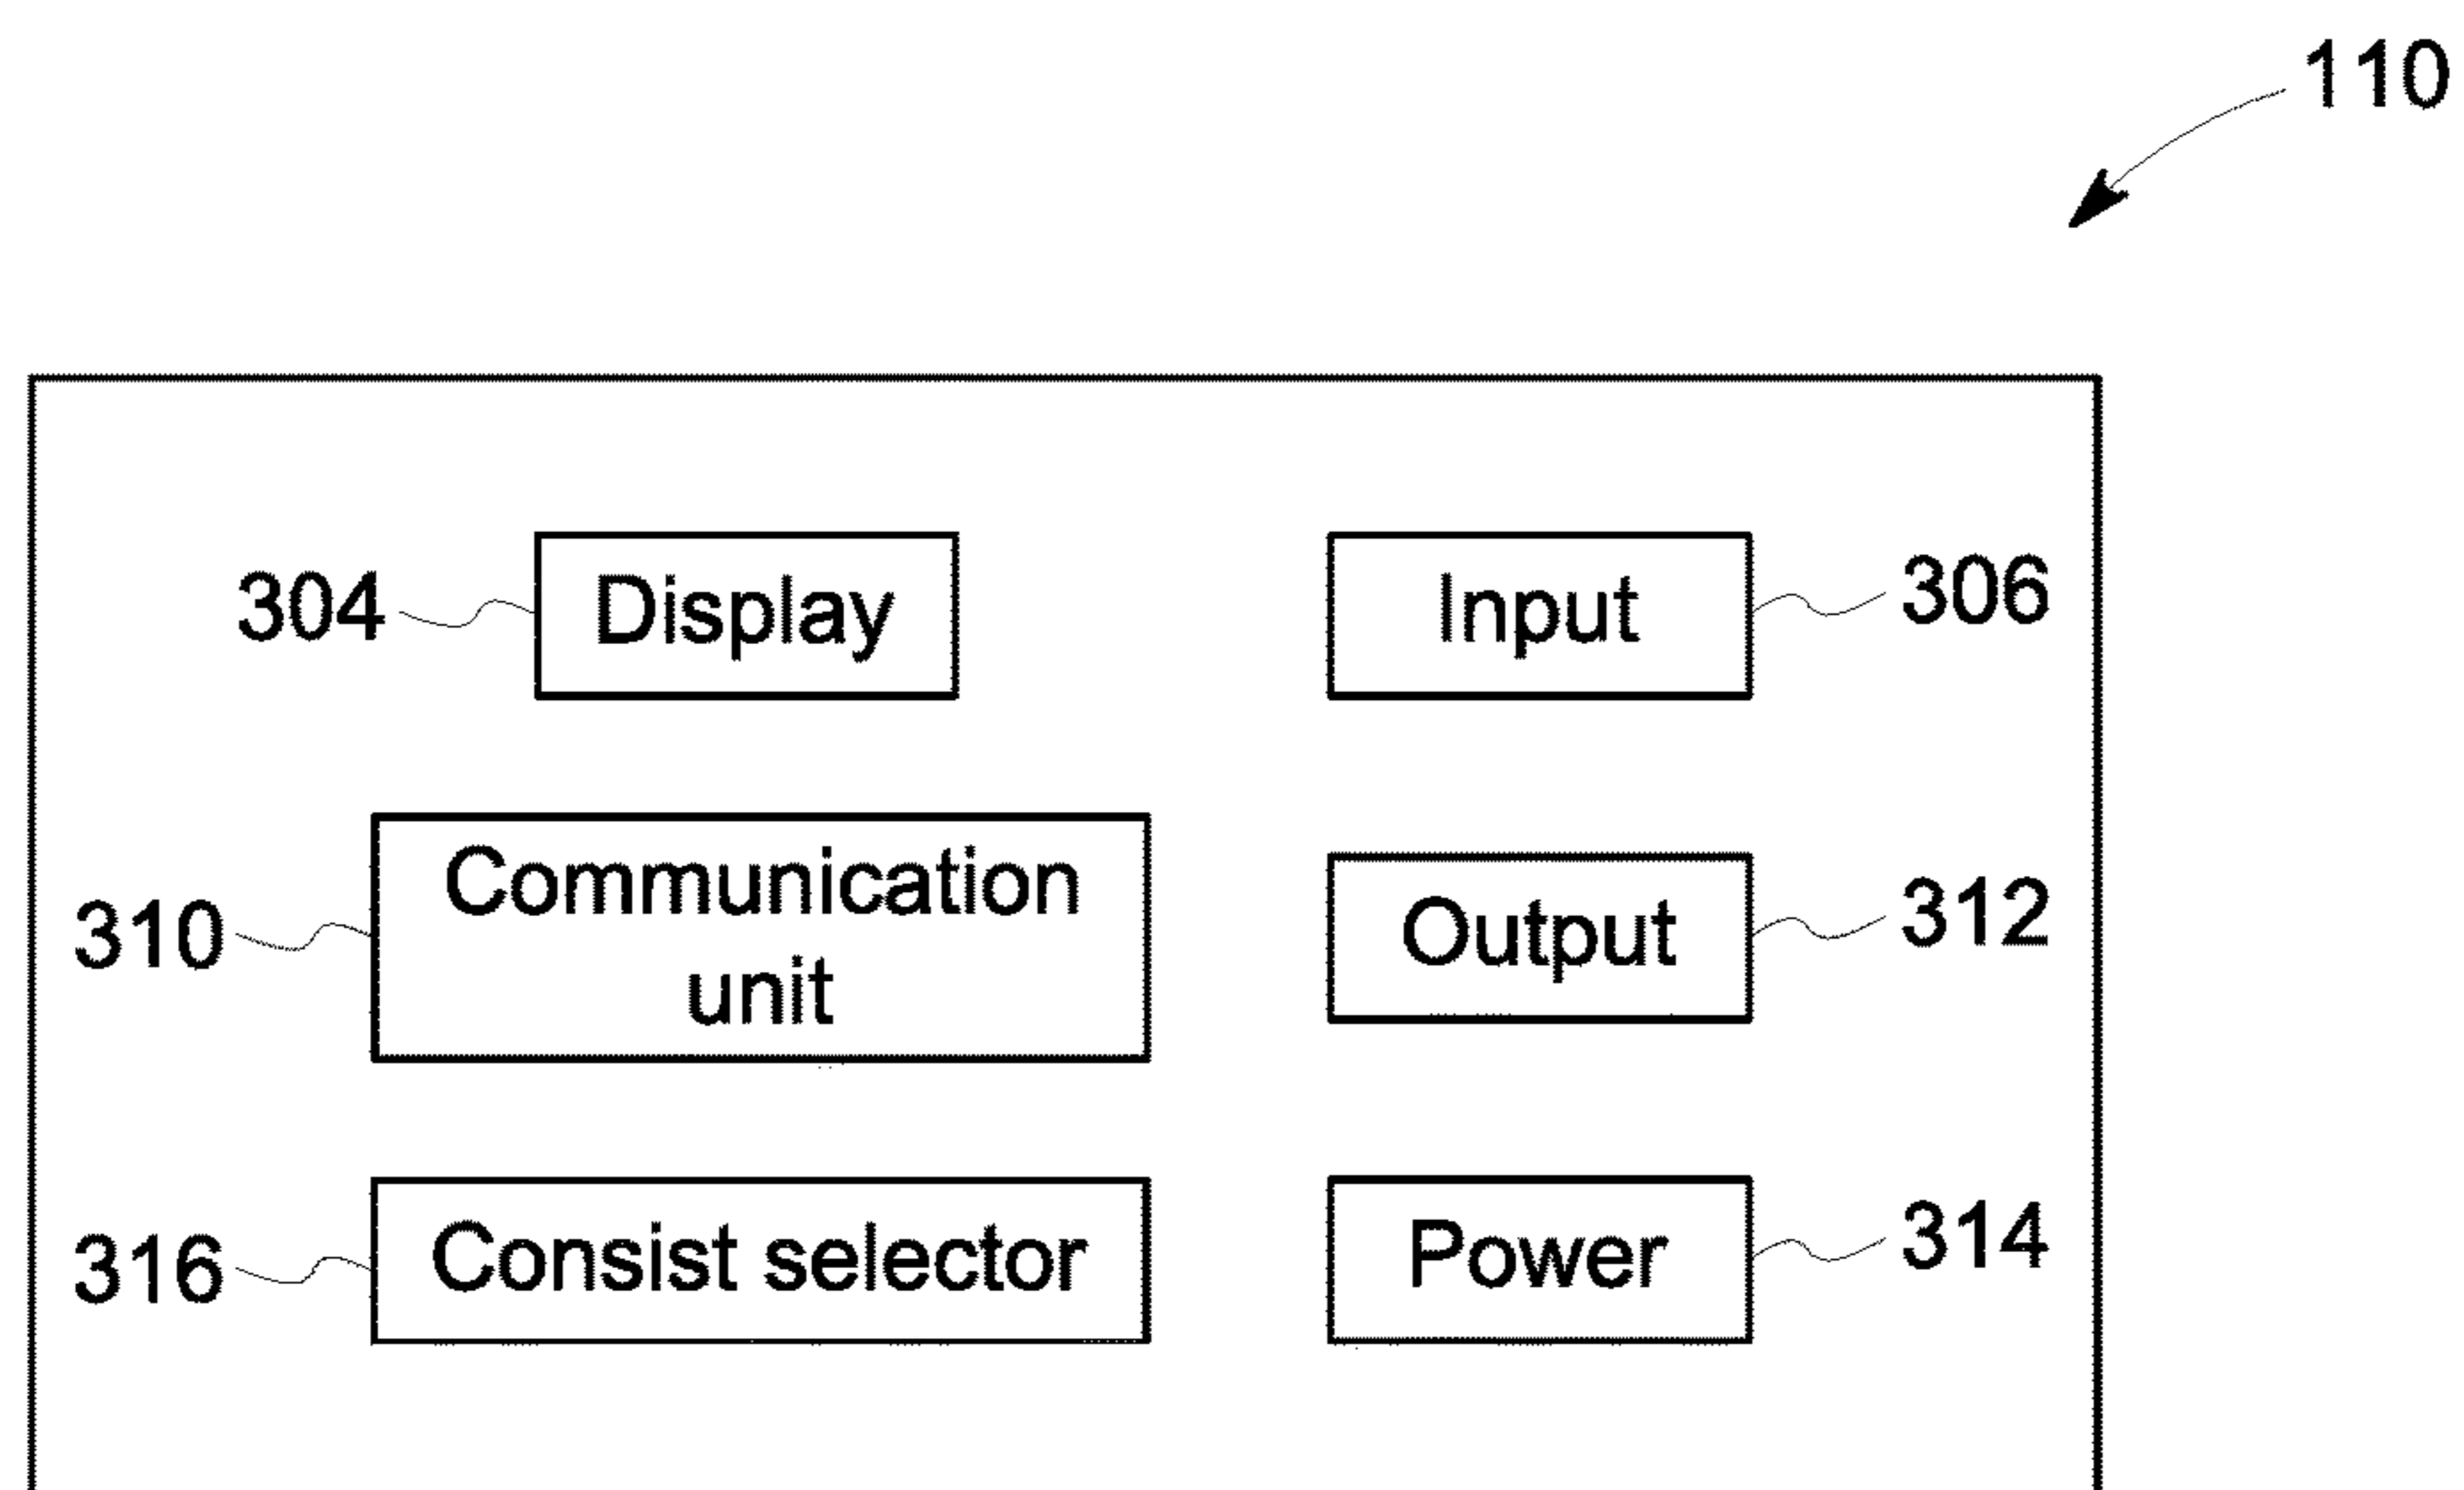 110
304
Display
Input
306
310
Communication
unit
Output
312
316
Consist selector
Power
314